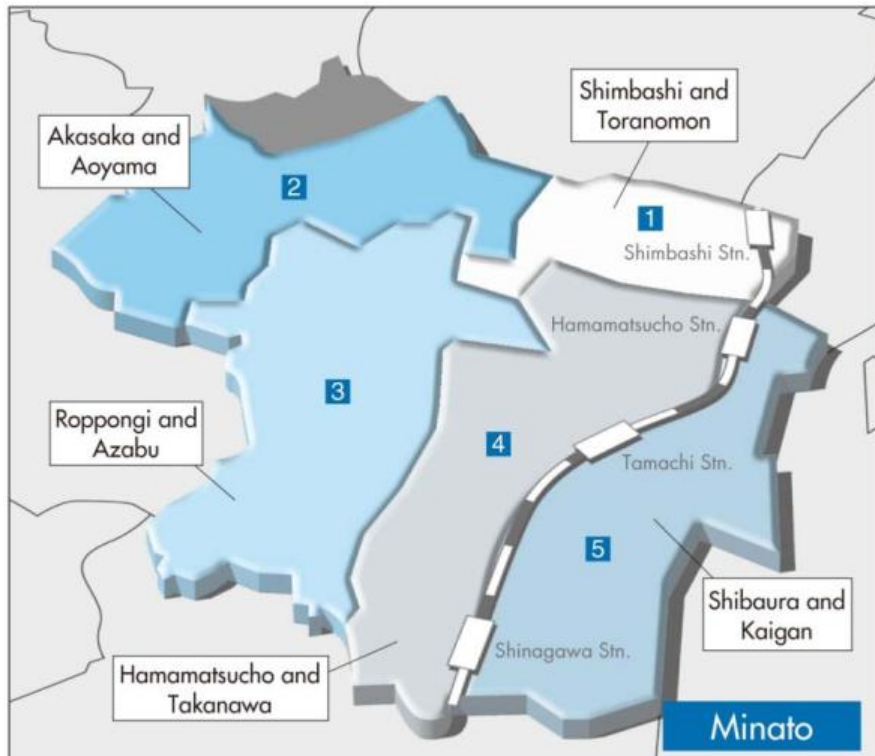 Shimbashi and
Toranomon
Akasaka and
Aoyama
2
1
Shimbashi Stn.
Hamamatsucho Stn.
3
Roppongi and
Azabu
4
Tamachi Stn.
5
Shibaura and
Kaigan
Hamamatsucho and
Takanawa
Shinagawa Stn.
Minato